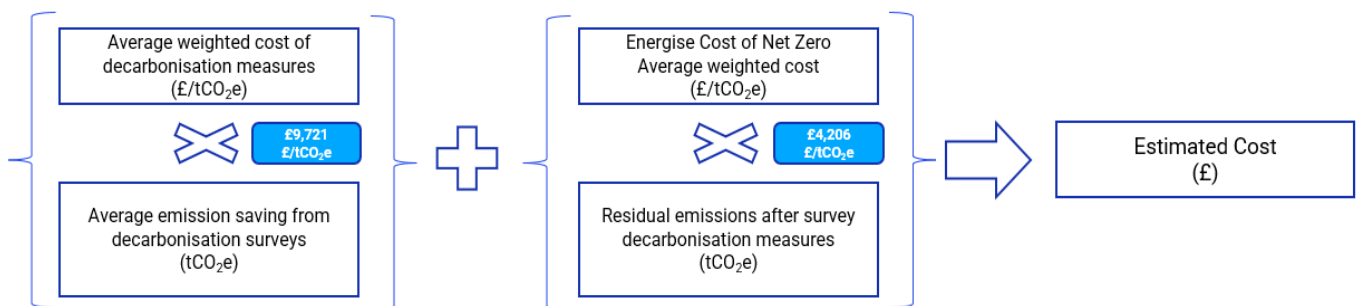 Average weighted cost of
decarbonisation measures
(£/tCO₂e)
£9,721
£/tCO₂e
Average emission saving from
decarbonisation surveys
(tCO₂e)
Energise Cost of Net Zero
Average weighted cost
(£/tCO₂e)
£4,206
£/tCO₂e
Residual emissions after survey
decarbonisation measures
(tCO₂e)
Estimated Cost
(£)